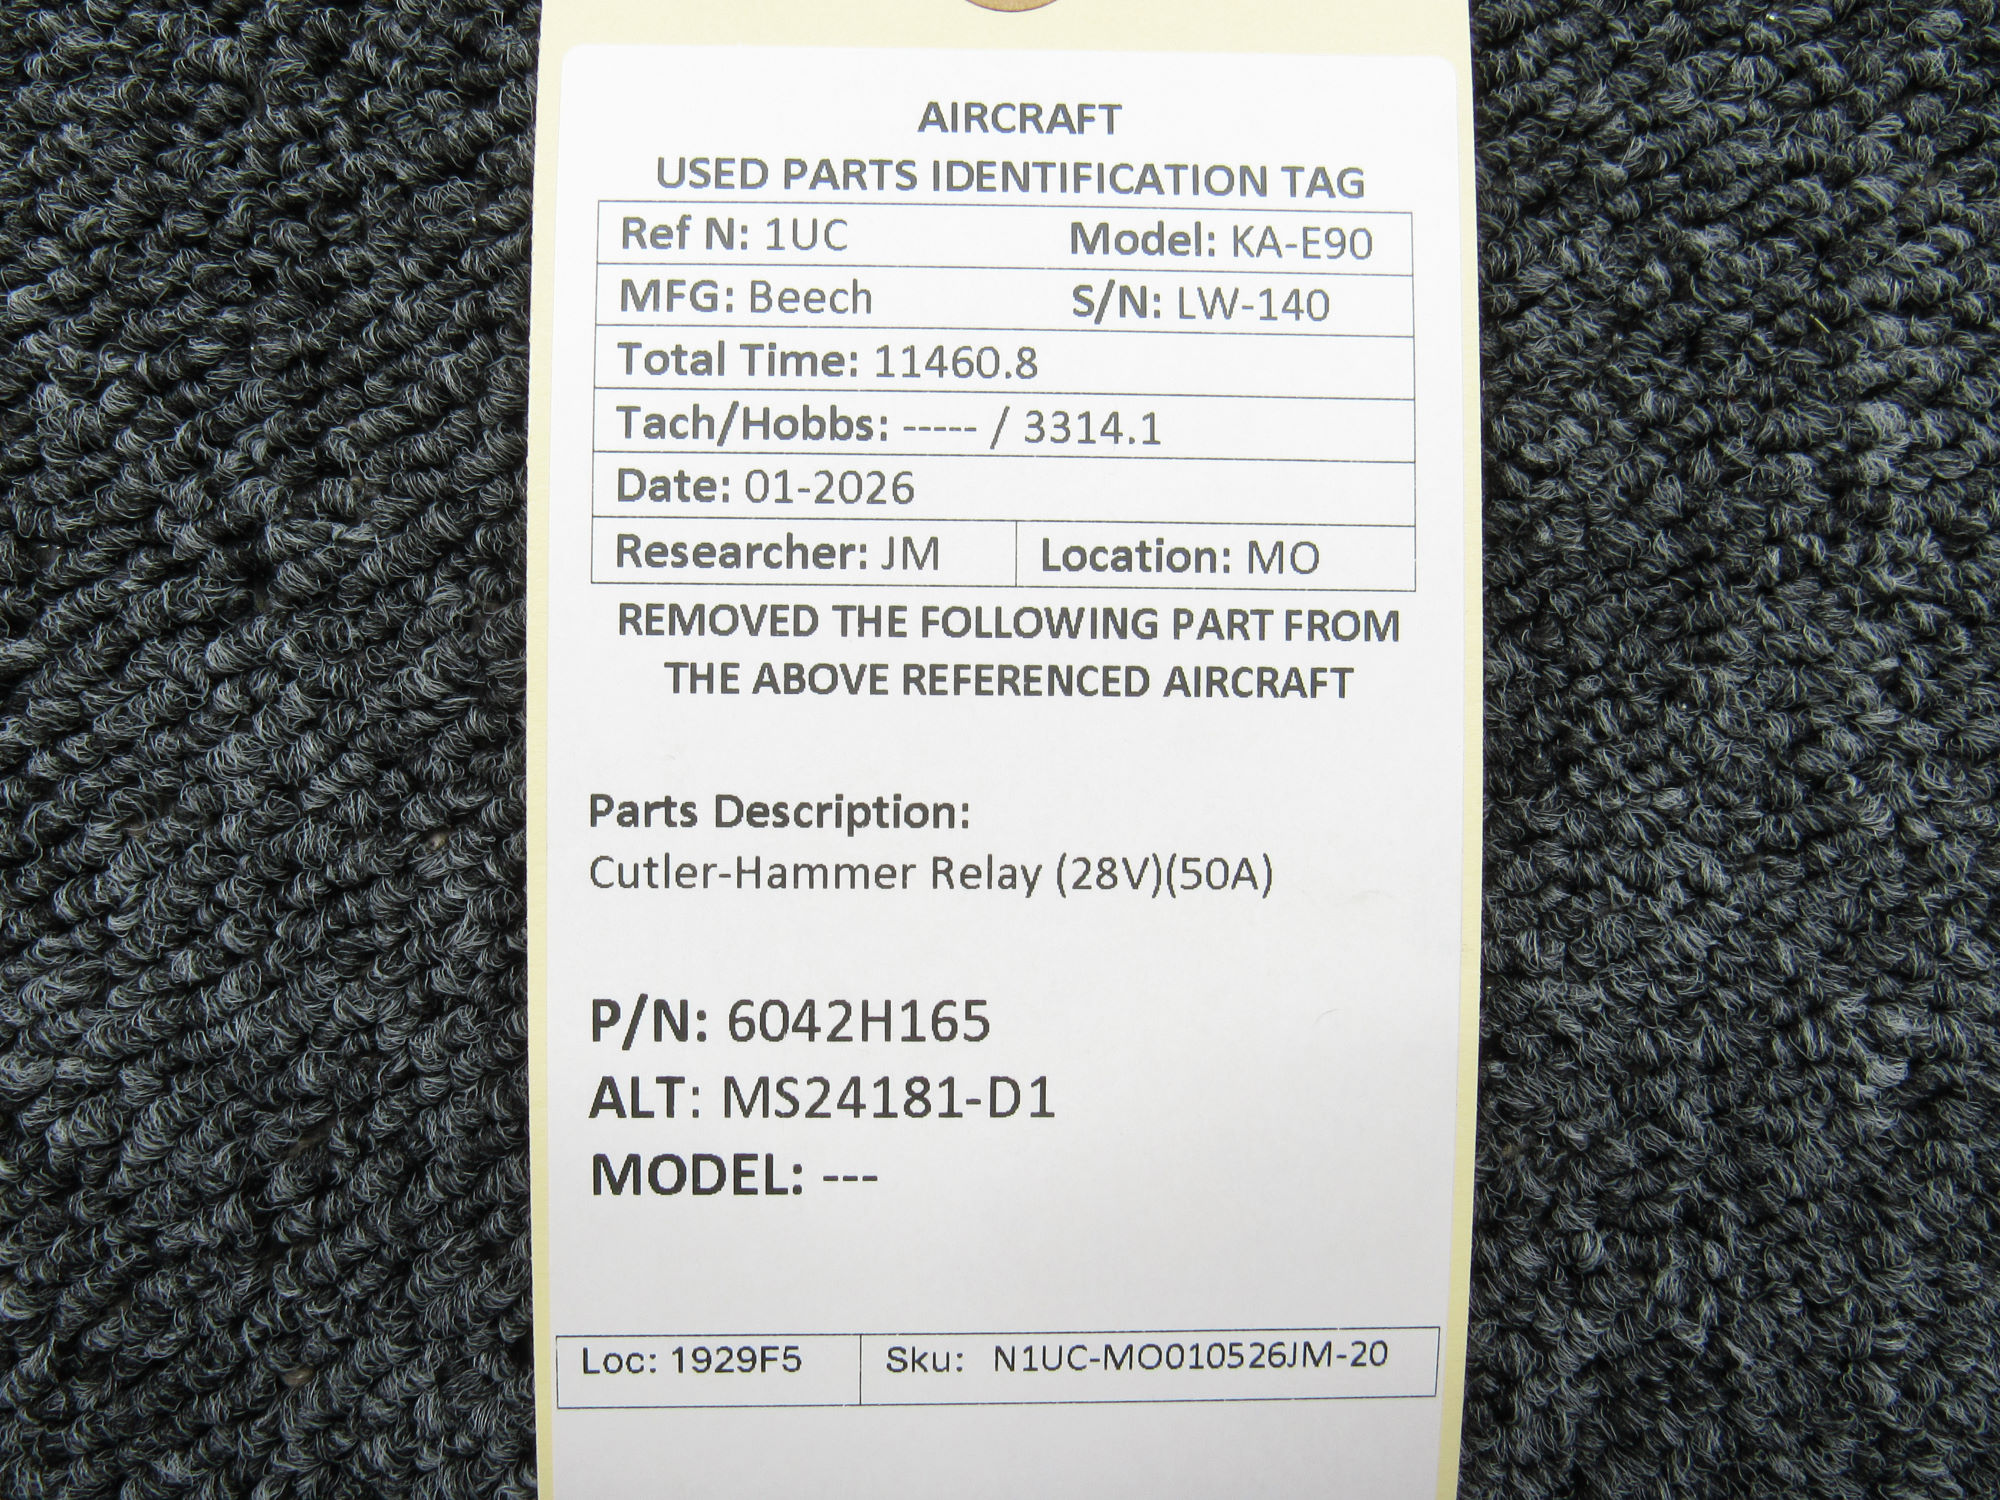 AIRCRAFT
USED PARTS IDENTIFICATION TAG
Ref N: 1UC Model: KA-E90
MFG: Beech S/N: LW-140
Total Time: 11460.8
Tach/Hobbs: ----- / 3314.1
Date: 01-2026
Researcher: JM Location: MO
REMOVED THE FOLLOWING PART FROM
THE ABOVE REFERENCED AIRCRAFT
Parts Description:
Cutler-Hammer Relay (28V)(50A)
P/N: 6042H165
ALT: MS24181-D1
MODEL: ---
Loc: 1929F5 Sku: N1UC-MO010526JM-20